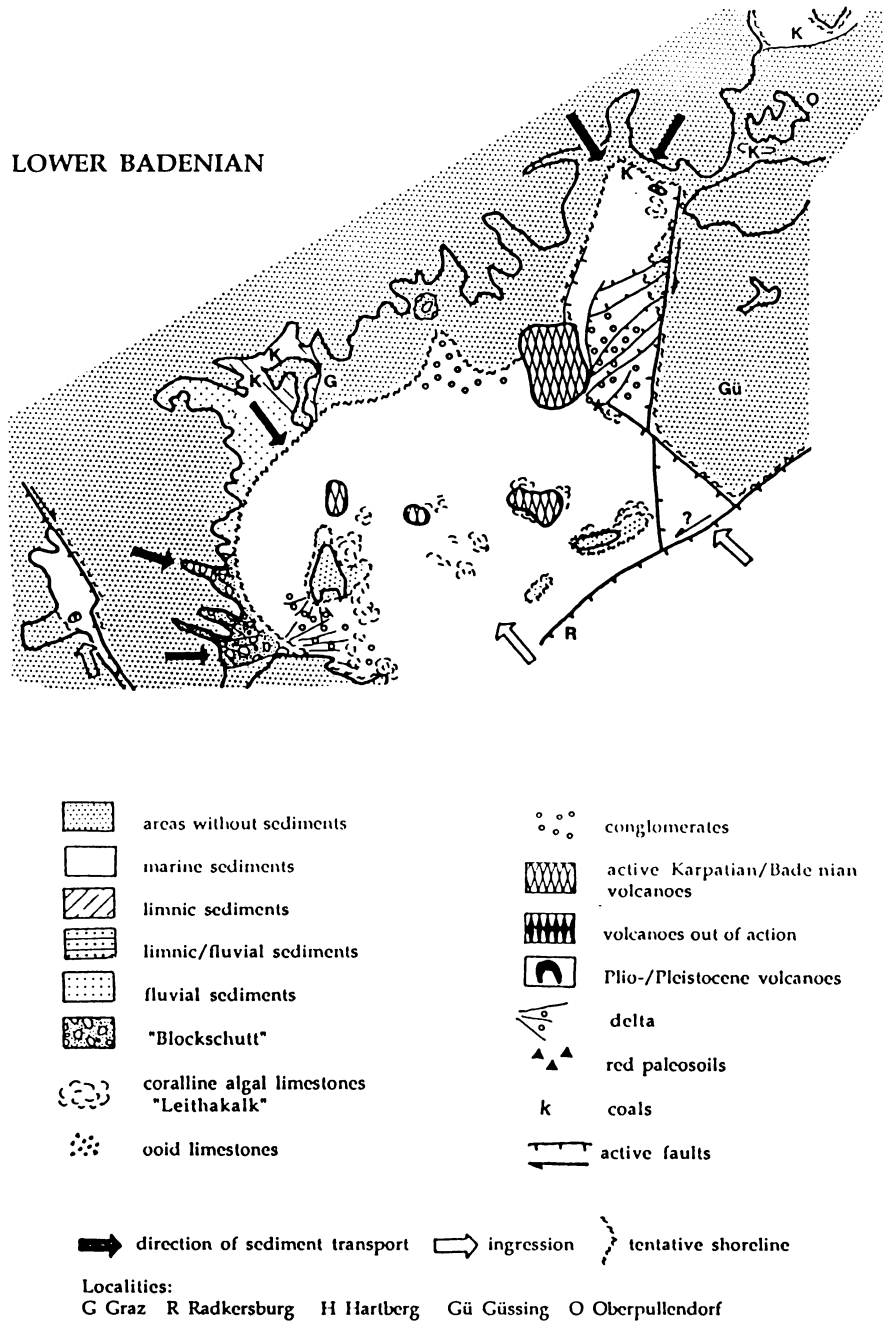 K
O
LOWER BADENIAN
K
K
K
K
G
Gü
?
R
areas without sediments
marine sediments
limnic sediments
limnic/fluvial sediments
fluvial sediments
"Blockschutt"
coralline algal limestones
"Leithakalk"
ooid limestones
conglomerates
active Karpatian/Badenian
volcanoes
volcanoes out of action
Plio-/Pleistocene volcanoes
delta
red paleosoils
k coals
active faults
direction of sediment transport ingression tentative shoreline
Localities:
G Graz R Radkersburg H Hartberg Gü Güssing O Oberpullendorf